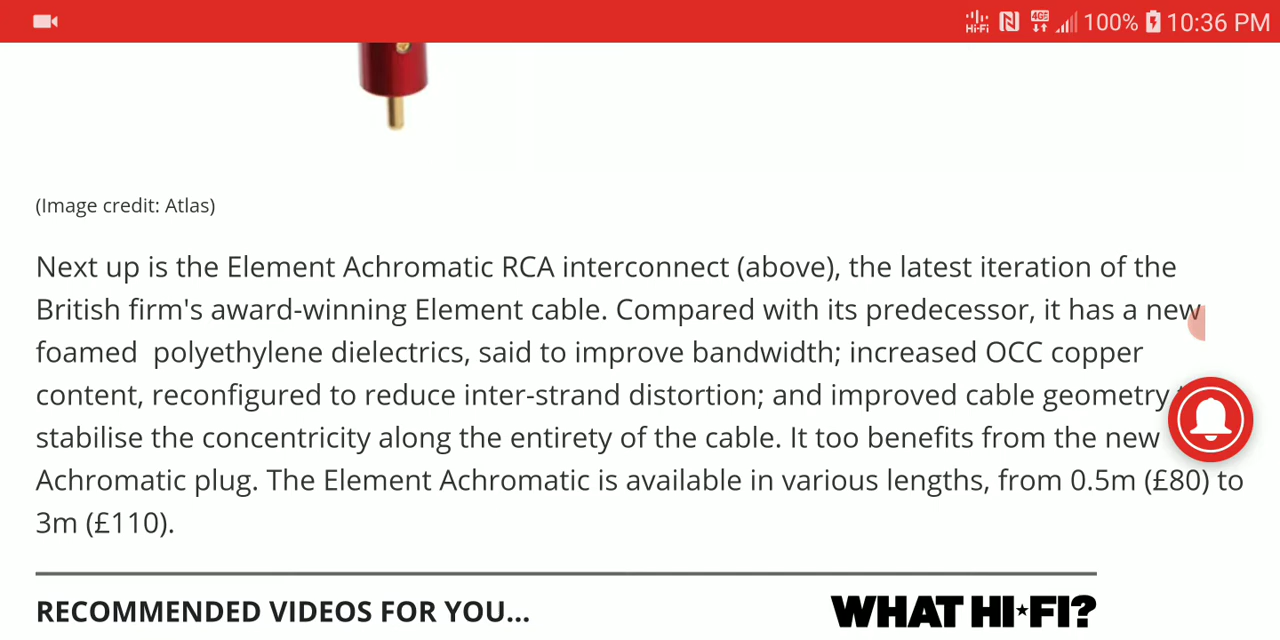 Hi-Fi 4GE 100% 10:36 PM
(Image credit: Atlas)
Next up is the Element Achromatic RCA interconnect (above), the latest iteration of the
British firm's award-winning Element cable. Compared with its predecessor, it has a new
foamed  polyethylene dielectrics, said to improve bandwidth; increased OCC copper
content, reconfigured to reduce inter-strand distortion; and improved cable geometry
stabilise the concentricity along the entirety of the cable. It too benefits from the new
Achromatic plug. The Element Achromatic is available in various lengths, from 0.5m (£80) to
3m (£110).
RECOMMENDED VIDEOS FOR YOU... WHAT HI★FI?